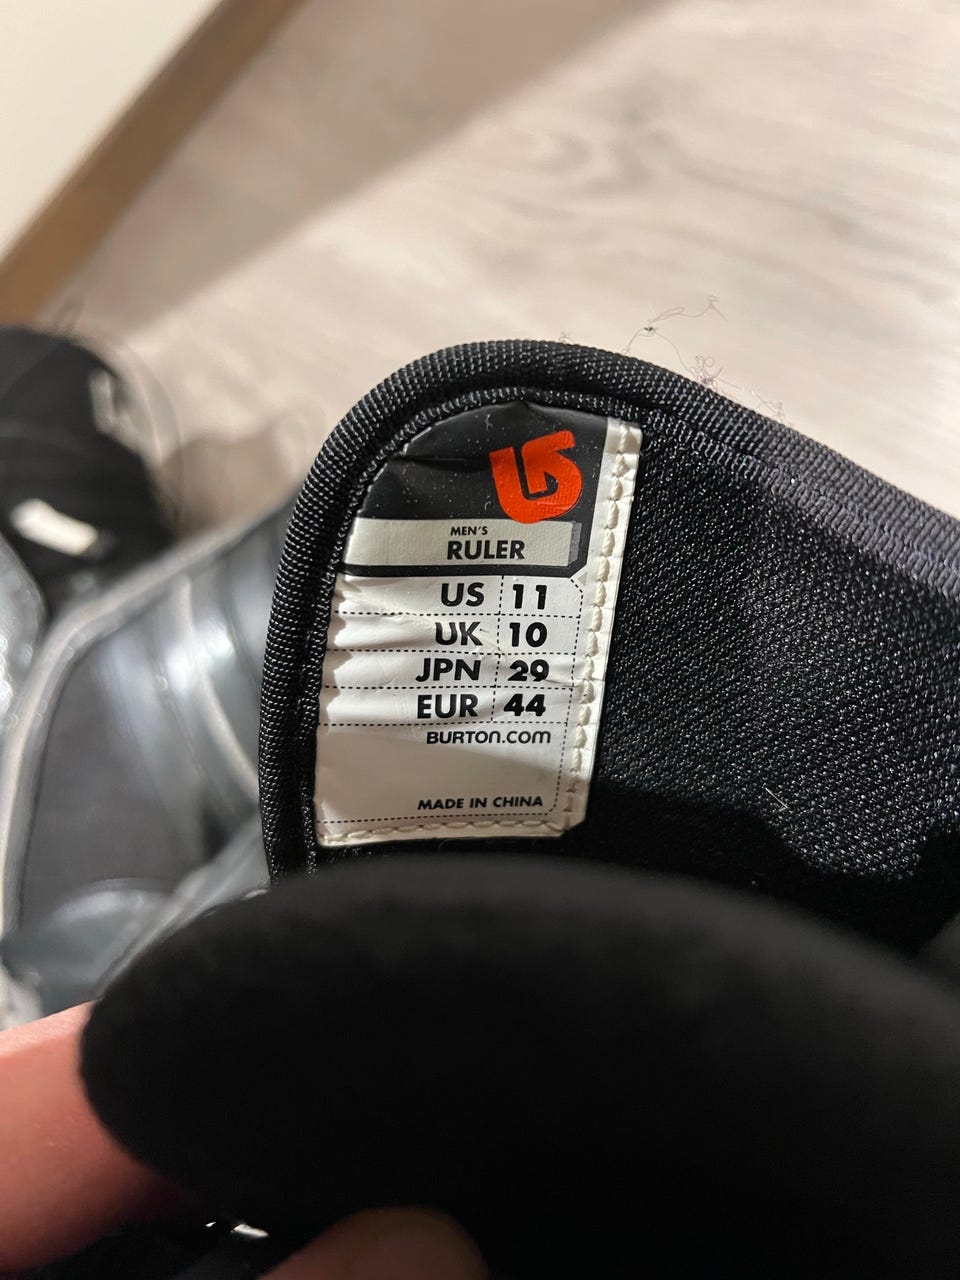 MEN'S
RULER
US 11
UK 10
JPN 29
EUR 44
BURTON.COM
MADE IN CHINA